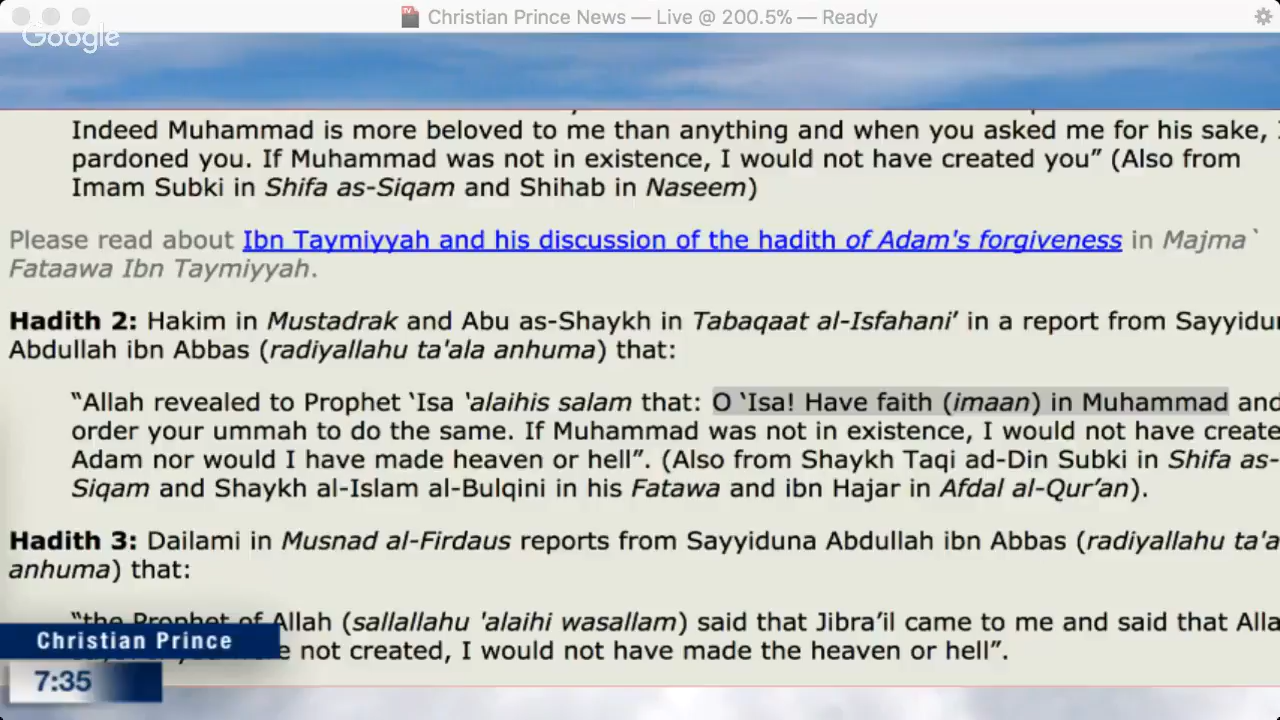 Christian Prince News — Live @ 200.5% — Ready
Google
Indeed Muhammad is more beloved to me than anything and when you asked me for his sake, I
pardoned you. If Muhammad was not in existence, I would not have created you” (Also from
Imam Subki in Shifa as-Siqam and Shihab in Naseem)
Please read about Ibn Taymiyyah and his discussion of the hadith of Adam's forgiveness in Majma`
Fataawa Ibn Taymiyyah.
Hadith 2: Hakim in Mustadrak and Abu as-Shaykh in Tabaqaat al-Isfahani’ in a report from Sayyidun
Abdullah ibn Abbas (radiyallahu ta'ala anhuma) that:
“Allah revealed to Prophet ‘Isa ‘alaihis salam that: O ‘Isa! Have faith (imaan) in Muhammad and
order your ummah to do the same. If Muhammad was not in existence, I would not have create
Adam nor would I have made heaven or hell”. (Also from Shaykh Taqi ad-Din Subki in Shifa as-
Siqam and Shaykh al-Islam al-Bulqini in his Fatawa and ibn Hajar in Afdal al-Qur’an).
Hadith 3: Dailami in Musnad al-Firdaus reports from Sayyiduna Abdullah ibn Abbas (radiyallahu ta'a
anhuma) that:
“the Prophet of Allah (sallallahu 'alaihi wasallam) said that Jibra’il came to me and said that Alla
not created, I would not have made the heaven or hell”.
Christian Prince
7:35